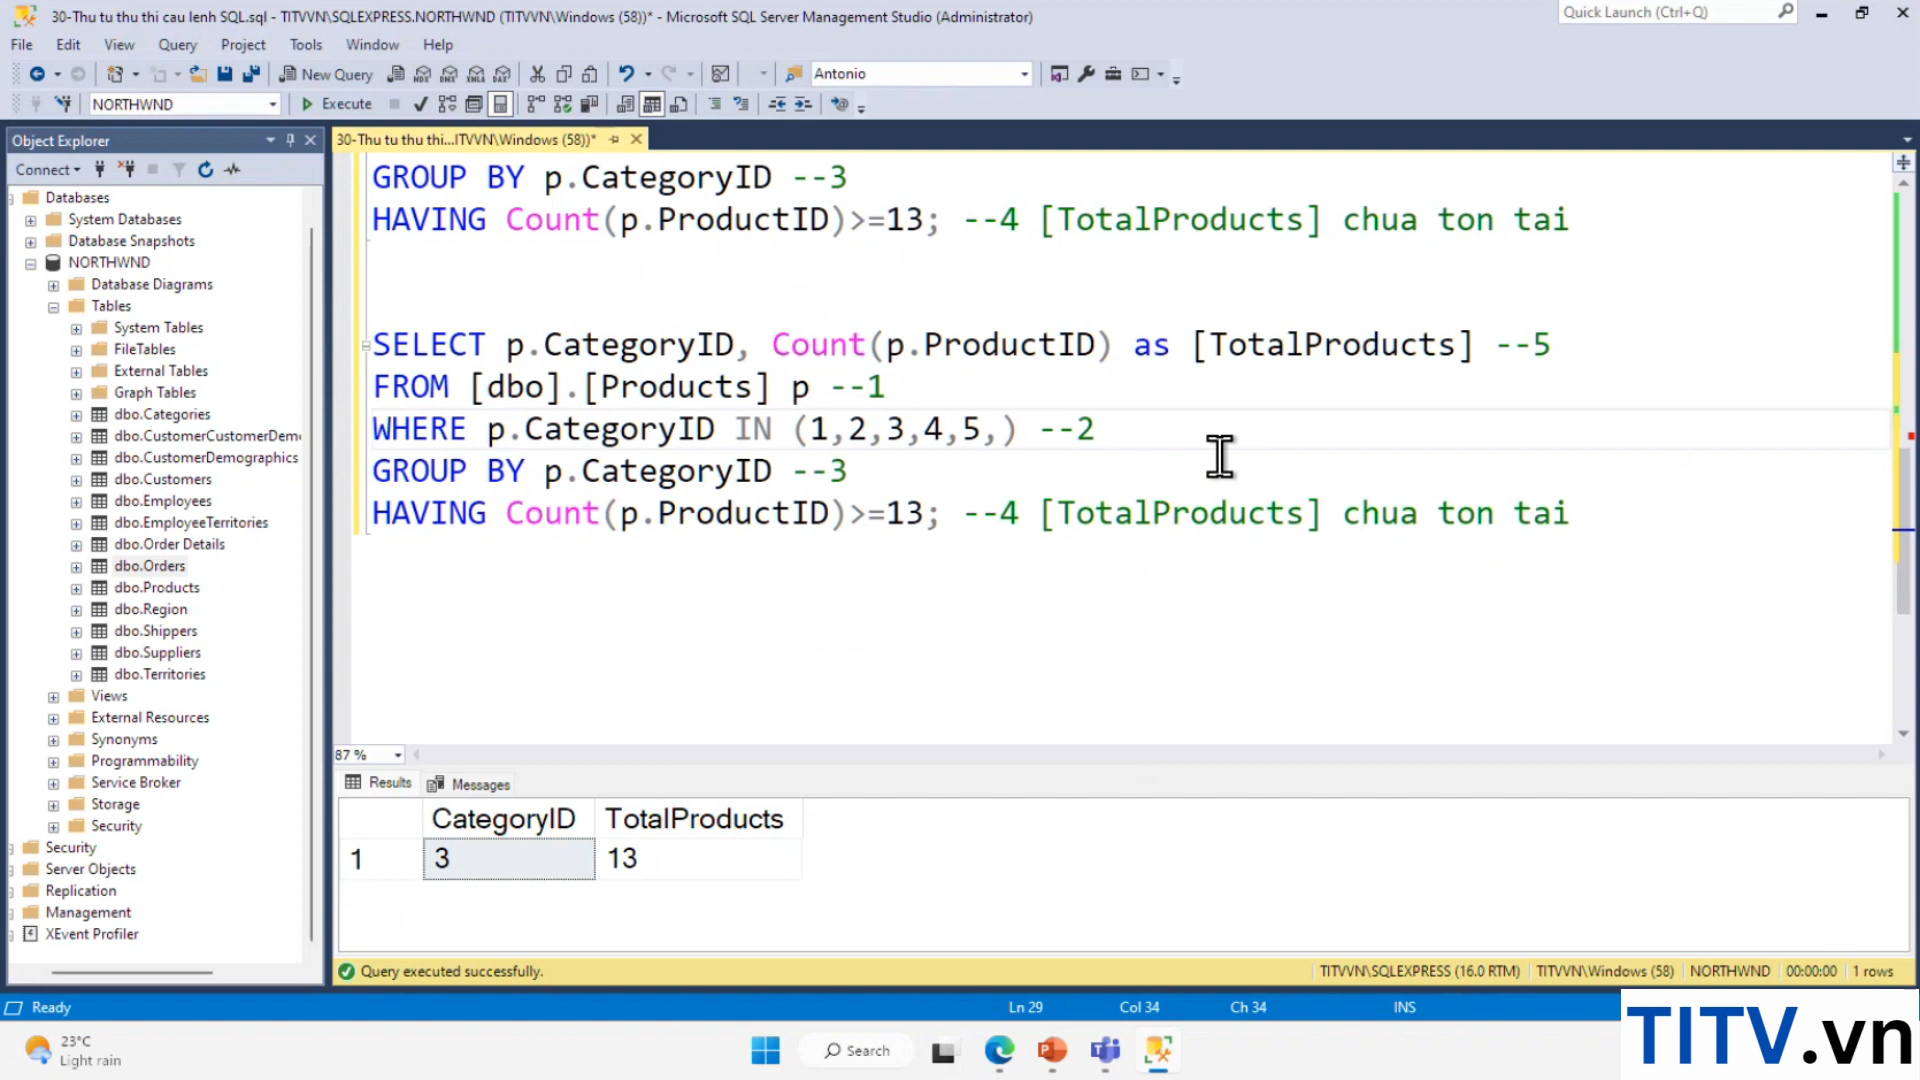 30-Thu tu thu thi cau lenh SQL.sql - TITVVN\SQLEXPRESS.NORTHWND (TITVVN\Windows (58))* - Microsoft SQL Server Management Studio (Administrator)
Quick Launch (Ctrl+Q)
File Edit View Query Project Tools Window Help
New Query
Antonio
NORTHWND
Execute
Object Explorer
30-Thu tu thu thi...ITVVN\Windows (58))*
Connect
Databases
System Databases
Database Snapshots
NORTHWND
Database Diagrams
Tables
System Tables
FileTables
External Tables
Graph Tables
dbo.Categories
dbo.CustomerCustomerDem
dbo.CustomerDemographics
dbo.Customers
dbo.Employees
dbo.EmployeeTerritories
dbo.Order Details
dbo.Orders
dbo.Products
dbo.Region
dbo.Shippers
dbo.Suppliers
dbo.Territories
Views
External Resources
Synonyms
Programmability
Service Broker
Storage
Security
Security
Server Objects
Replication
Management
XEvent Profiler
GROUP BY p.CategoryID --3
HAVING Count(p.ProductID)>=13; --4 [TotalProducts] chua ton tai
SELECT p.CategoryID, Count(p.ProductID) as [TotalProducts] --5
FROM [dbo].[Products] p --1
WHERE p.CategoryID IN (1,2,3,4,5,) --2
GROUP BY p.CategoryID --3
HAVING Count(p.ProductID)>=13; --4 [TotalProducts] chua ton tai
87 %
Results Messages
CategoryID TotalProducts
1 3 13
Query executed successfully.
TITVVN\SQLEXPRESS (16.0 RTM) TITVVN\Windows (58) NORTHWND 00:00:00 1 rows
Ready
Ln 29 Col 34 Ch 34 INS
23°C
Light rain
Search
TITV.vn